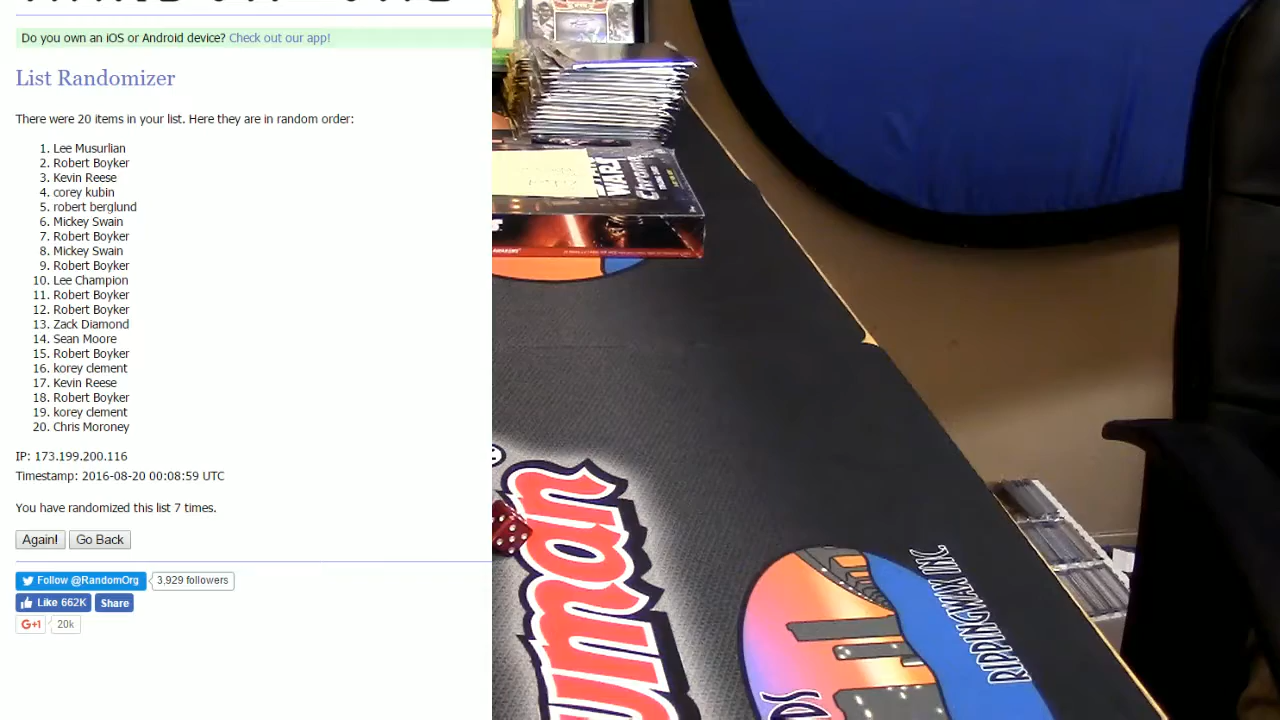 Do you own an iOS or Android device? Check out our app!
List Randomizer
There were 20 items in your list. Here they are in random order:
1. Lee Musurlian
2. Robert Boyker
3. Kevin Reese
4. corey kubin
5. robert berglund
6. Mickey Swain
7. Robert Boyker
8. Mickey Swain
9. Robert Boyker
10. Lee Champion
11. Robert Boyker
12. Robert Boyker
13. Zack Diamond
14. Sean Moore
15. Robert Boyker
16. korey clement
17. Kevin Reese
18. Robert Boyker
19. korey clement
20. Chris Moroney
IP: 173.199.200.116
Timestamp: 2016-08-20 00:08:59 UTC
You have randomized this list 7 times.
Again! Go Back
Follow @RandomOrg 3,929 followers
Like 662K Share
G+1 20k
WARS
Chrome
RIPPINGWAX INC.